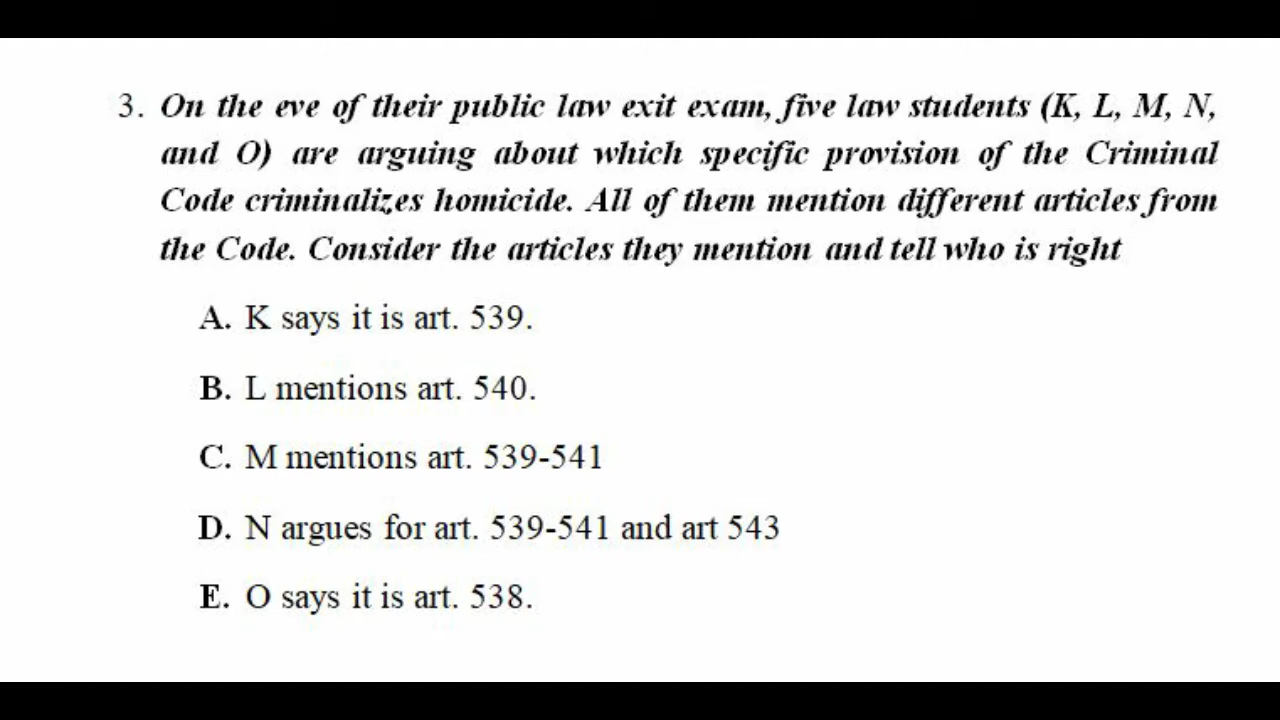 3. On the eve of their public law exit exam, five law students (K, L, M, N,
and O) are arguing about which specific provision of the Criminal
Code criminalizes homicide. All of them mention different articles from
the Code. Consider the articles they mention and tell who is right
A. K says it is art. 539.
B. L mentions art. 540.
C. M mentions art. 539-541
D. N argues for art. 539-541 and art 543
E. O says it is art. 538.